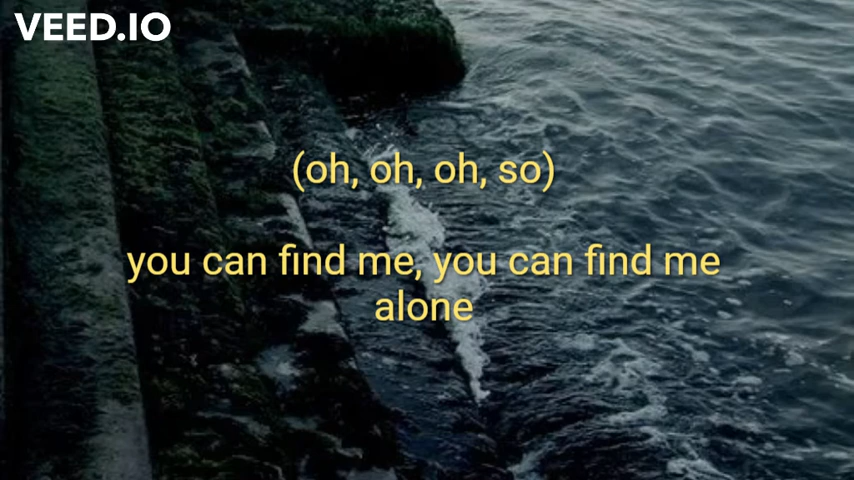 VEED.IO
(oh, oh, oh, so)
you can find me, you can find me
alone